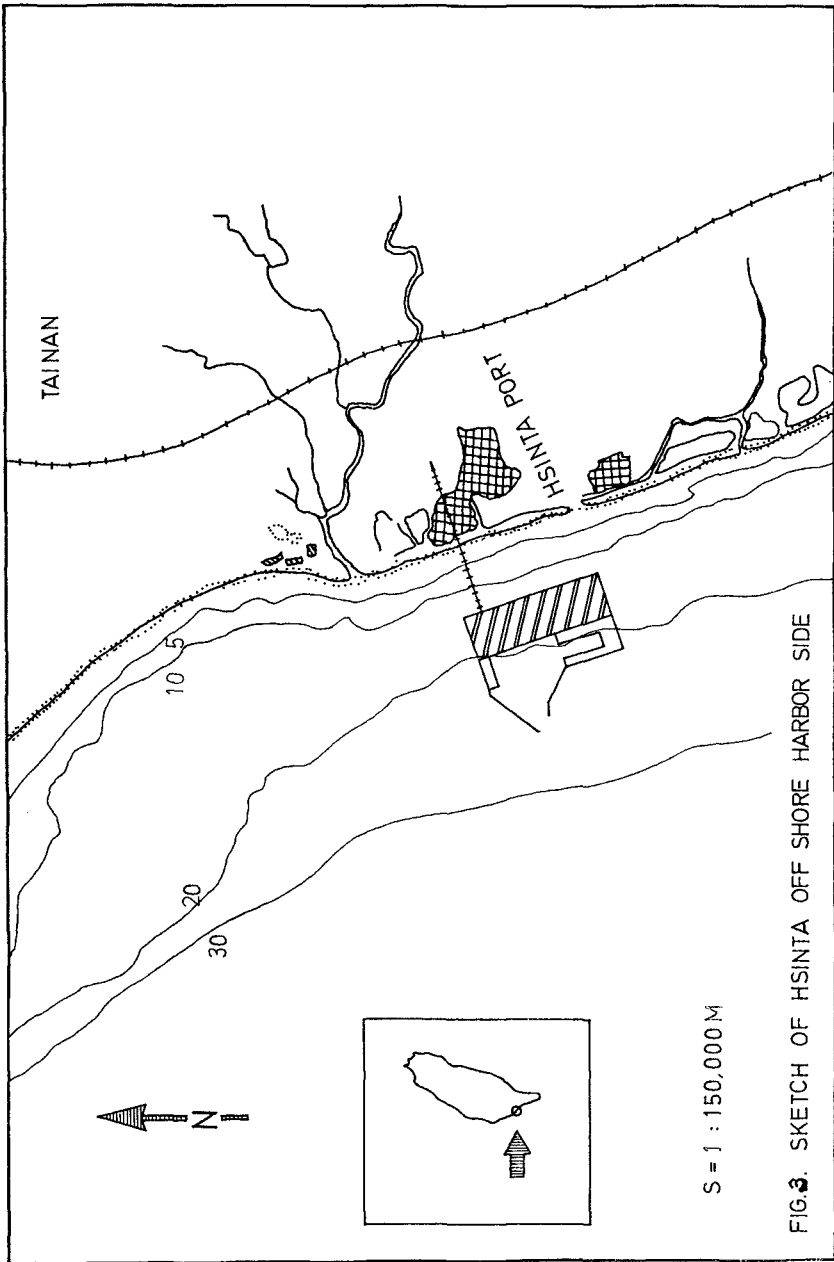 TAINAN
HSINTA PORT
5
10
20
30
N
S = 1 : 150,000 M
FIG.3. SKETCH OF HSINTA OFF SHORE HARBOR SIDE